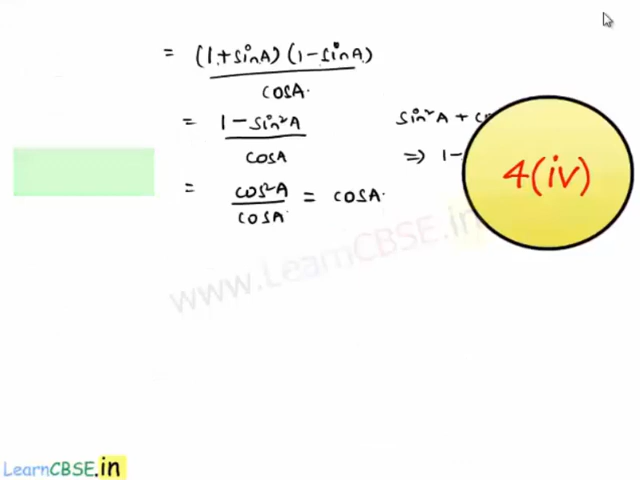 = (1+sinA)(1-sinA)
cosA.
= 1-sin²A
cosA
sin²A +
⇒ 1-
= cos²A = cosA.
cosA.
4(iv)
www.LearnCBSE.in
LearnCBSE.in